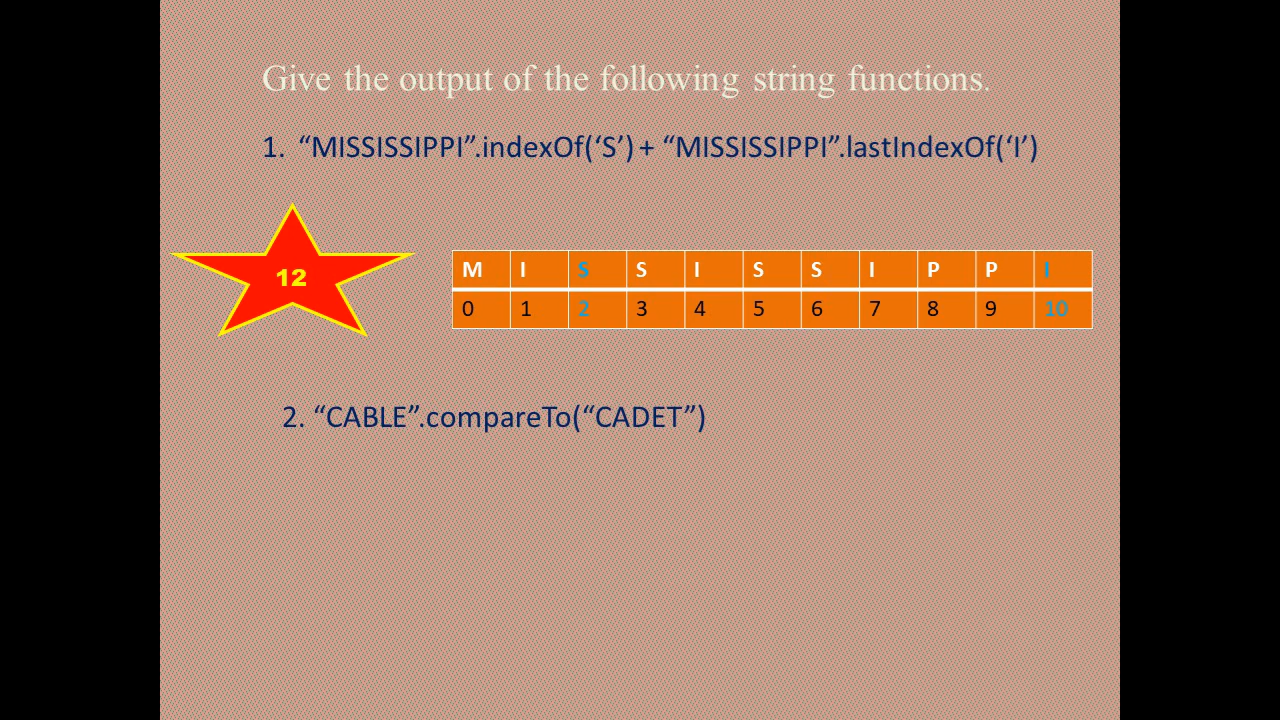 Give the output of the following string functions.
1. “MISSISSIPPI”.indexOf(‘S’) + “MISSISSIPPI”.lastIndexOf(‘I’)
12
M I S S I S S I P P I
0 1 2 3 4 5 6 7 8 9 10
2. “CABLE”.compareTo(“CADET”)